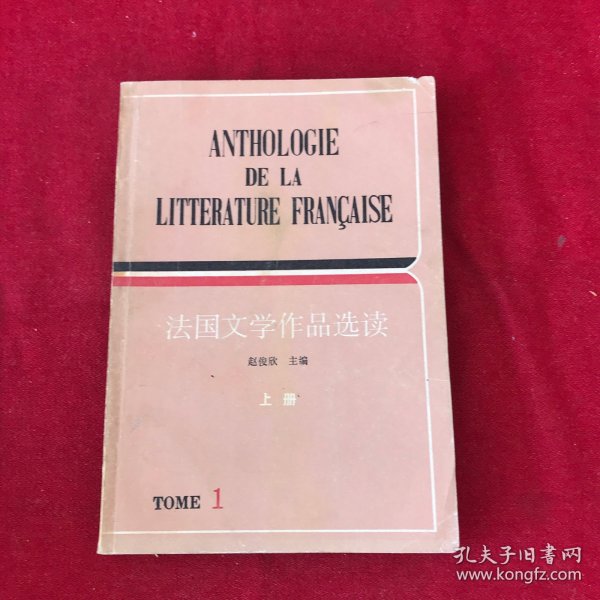 ANTHOLOGIE
DE LA
LITTERATURE FRANÇAISE
法国文学作品选读
赵俊欣 主编
上册
TOME 1
孔夫子旧书网
www.kongfz.com